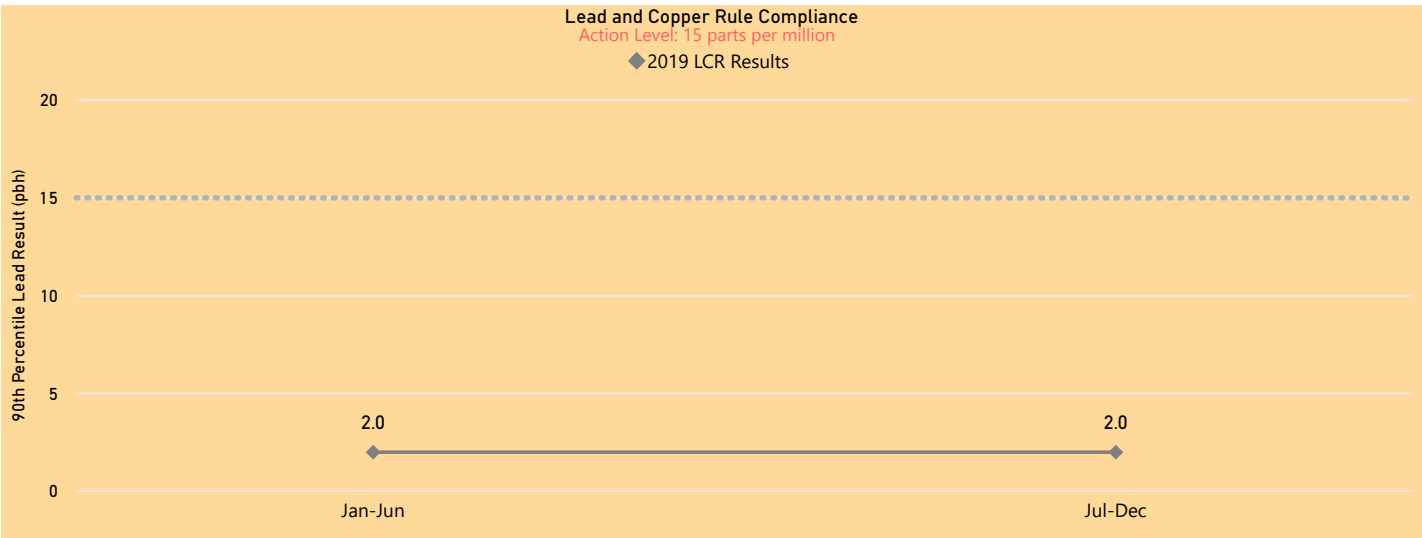 Lead and Copper Rule Compliance
Action Level: 15 parts per million
2019 LCR Results
90th Percentile Lead Result (pbh)
20
15
10
5
0
2.0
2.0
Jan-Jun
Jul-Dec